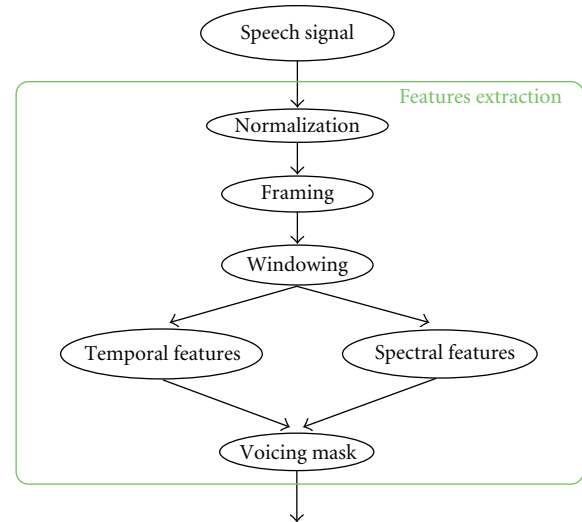 Speech signal
Features extraction
Normalization
Framing
Windowing
Temporal features
Spectral features
Voicing mask